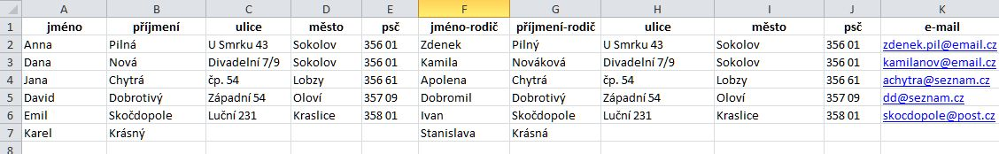 A B C D E F G H I J K
1 jméno příjmení ulice město psč jméno-rodič příjmení-rodič ulice město psč e-mail
2 Anna Pilná U Smrku 43 Sokolov 356 01 Zdenek Pilný U Smrku 43 Sokolov 356 01 zdenek.pil@email.cz
3 Dana Nová Divadelní 7/9 Sokolov 356 01 Kamila Nováková Divadelní 7/9 Sokolov 356 01 kamilanov@email.cz
4 Jana Chytrá čp. 54 Lobzy 356 61 Apolena Chytrá čp. 54 Lobzy 356 61 achytra@seznam.cz
5 David Dobrotivý Západní 54 Oloví 357 09 Dobromil Dobrotivý Západní 54 Oloví 357 09 dd@seznam.cz
6 Emil Skočdopole Luční 231 Kraslice 358 01 Ivan Skočdopole Luční 231 Kraslice 358 01 skocdopole@post.cz
7 Karel Krásný Stanislava Krásná
8